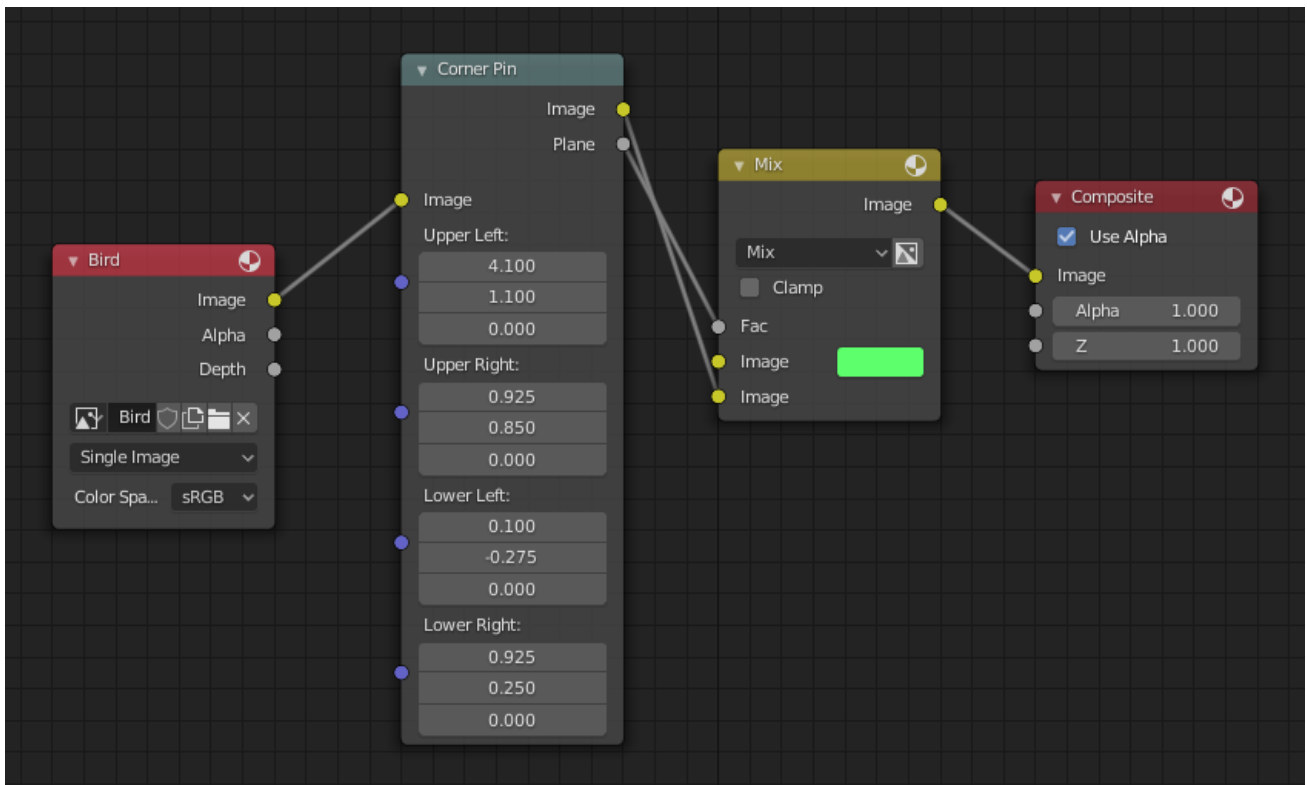 Bird
Image
Alpha
Depth
Bird
Single Image
Color Spa... sRGB
Corner Pin
Image
Plane
Image
Upper Left:
4.100
1.100
0.000
Upper Right:
0.925
0.850
0.000
Lower Left:
0.100
-0.275
0.000
Lower Right:
0.925
0.250
0.000
Mix
Image
Mix
Clamp
Fac
Image
Image
Composite
Use Alpha
Image
Alpha 1.000
Z 1.000